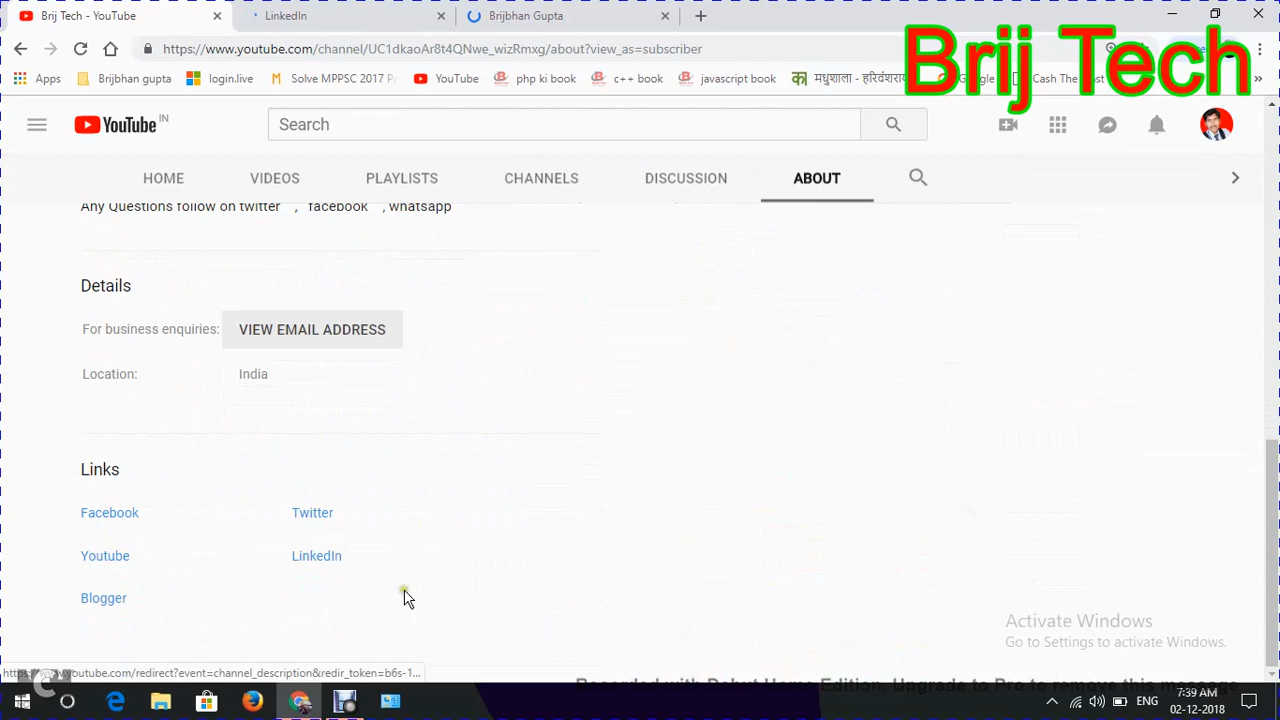 Brij Tech - YouTube
LinkedIn
Brijbhan Gupta
https://www.youtube.com/channel/UC1dkaoAr8t4QNwe_wizRmxg/about?view_as=subscriber
Brij Tech
Apps
Brijbhan gupta
login.live
Solve MPPSC 2017 P
YouTube
php ki book
c++ book
javascript book
मधुशाला - हरिवंशराय
Google
Cash The
YouTube IN
Search
HOME
VIDEOS
PLAYLISTS
CHANNELS
DISCUSSION
ABOUT
Any Questions follow on twitter , facebook , whatsapp
Details
For business enquiries:
VIEW EMAIL ADDRESS
Location:
India
Links
Facebook
Twitter
Youtube
LinkedIn
Blogger
Activate Windows
Go to Settings to activate Windows.
youtube.com/redirect?event=channel_description&redir_token=b6s-1...
Recorded with Debut Home Edition. Upgrade to Pro to remove this message
ENG
7:39 AM
02-12-2018